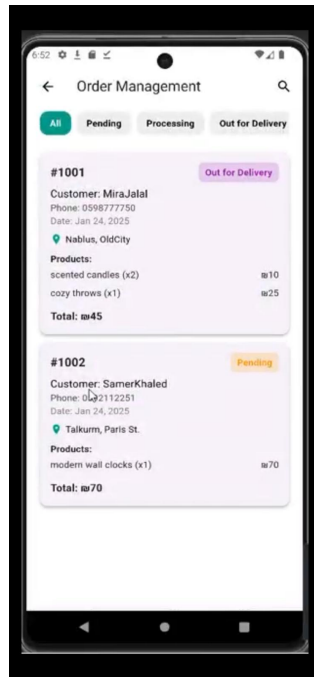 6:52
Order Management
All Pending Processing Out for Delivery
#1001 Out for Delivery
Customer: MiraJalal
Phone: 0598777750
Date: Jan 24, 2025
Nablus, OldCity
Products:
scented candles (x2) ₪10
cozy throws (x1) ₪25
Total: ₪45
#1002 Pending
Customer: SamerKhaled
Date: Jan 24, 2025
Talkurm, Paris St.
Products:
modern wall clocks (x1) ₪70
Total: ₪70